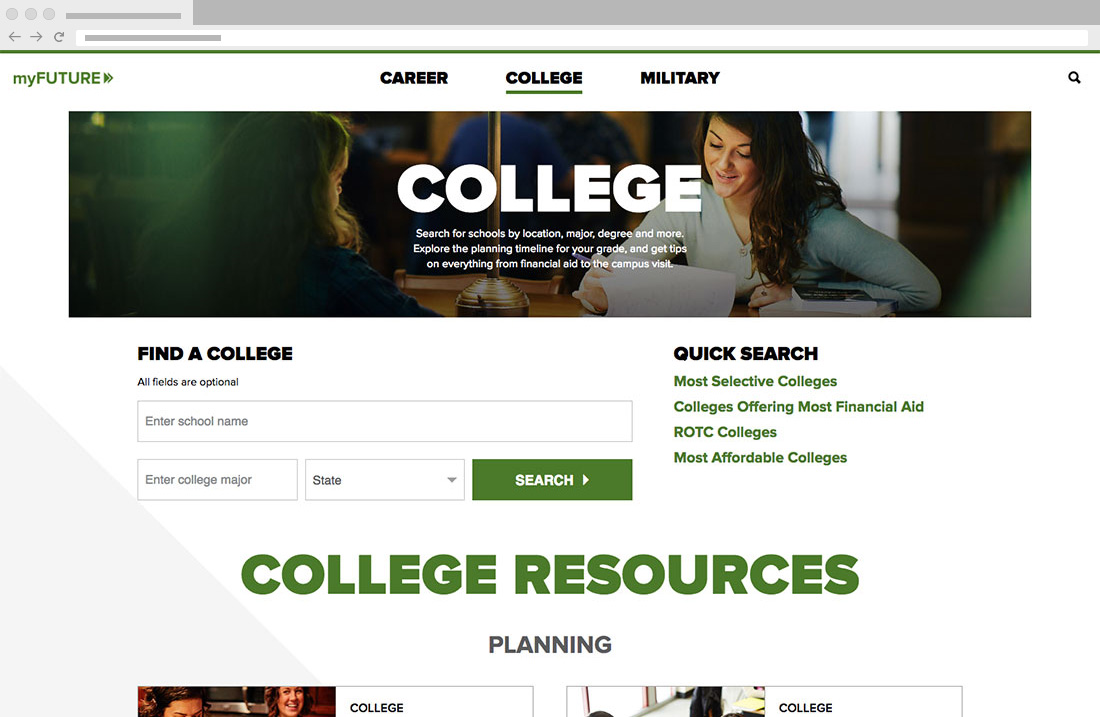 myFUTURE
CAREER
COLLEGE
MILITARY
COLLEGE
Search for schools by location, major, degree and more.
Explore the planning timeline for your grade, and get tips
on everything from financial aid to the campus visit.
FIND A COLLEGE
All fields are optional
Enter school name
Enter college major
State
SEARCH
QUICK SEARCH
Most Selective Colleges
Colleges Offering Most Financial Aid
ROTC Colleges
Most Affordable Colleges
COLLEGE RESOURCES
PLANNING
COLLEGE
COLLEGE